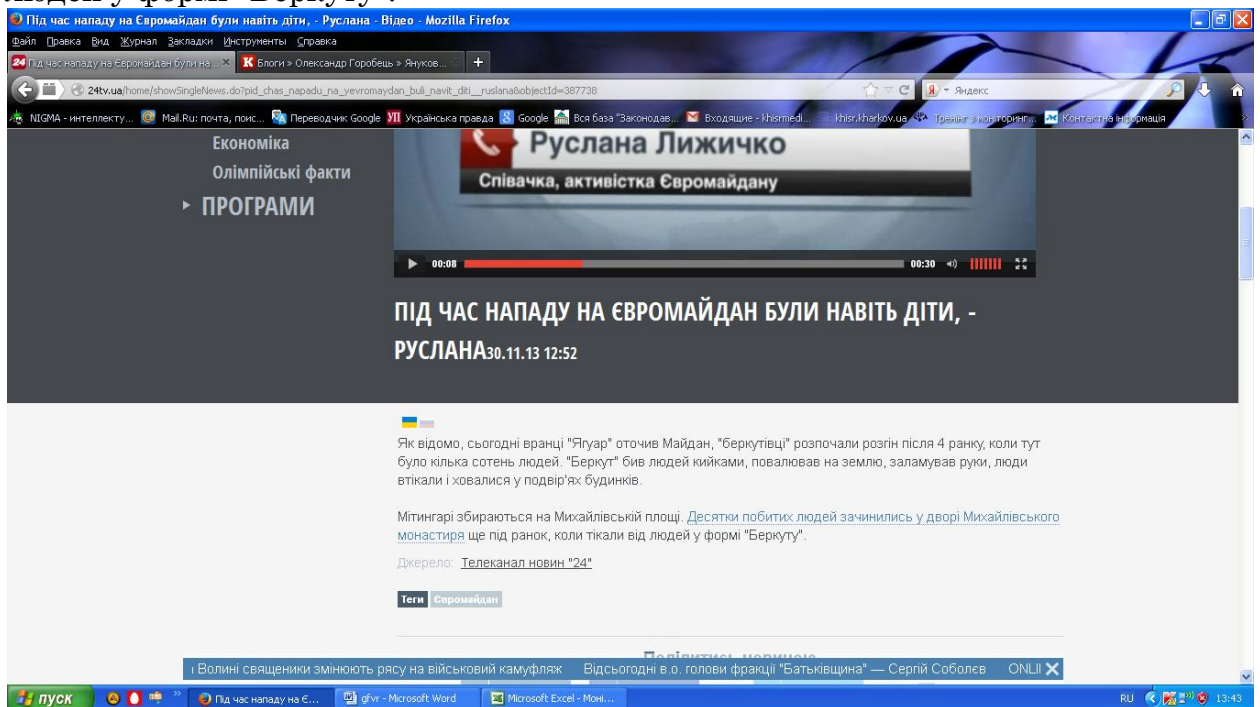 людей у формі "Беркуту".
Під час нападу на Євромайдан були навіть діти, - Руслана - Відео - Mozilla Firefox
Файл Правка Вид Журнал Закладки Инструменты Справка
24 Під час нападу на Євромайдан були на... К Блоги » Олександр Горобець » Януков...
24tv.ua/home/showSingleNews.do?pid_chas_napadu_na_yevromaydan_buli_navit_diti__ruslana&objectId=387738 Яндекс
NIGMA - интеллекту... Mail.Ru: почта, поис... Переводчик Google УП Українська правда Google Вся база "Законодав... Входящие - khisrmedi... khisr.kharkov.ua Тренінг з моніторинг... Контактна інформація
Економіка
Олімпійські факти
ПРОГРАМИ
Руслана Лижичко
Співачка, активістка Євромайдану
00:08 00:30
ПІД ЧАС НАПАДУ НА ЄВРОМАЙДАН БУЛИ НАВІТЬ ДІТИ, -
РУСЛАНА30.11.13 12:52
Як відомо, сьогодні вранці "Ягуар" оточив Майдан, "беркутівці" розпочали розгін після 4 ранку, коли тут
було кілька сотень людей. "Беркут" бив людей кийками, повалював на землю, заламував руки, люди
втікали і ховалися у подвір'ях будинків.
Мітингарі збираються на Михайлівській площі. Десятки побитих людей зачинились у дворі Михайлівського
монастиря ще під ранок, коли тікали від людей у формі "Беркуту".
Джерело: Телеканал новин "24"
Теги Євромайдан
Поділитись новиною
і Волині священики змінюють рясу на військовий камуфляж Відсьогодні в.о. голови фракції "Батьківщина" — Сергій Соболєв ONLI
пуск Під час нападу на Є... gfvr - Microsoft Word Microsoft Excel - Моні... RU 13:43